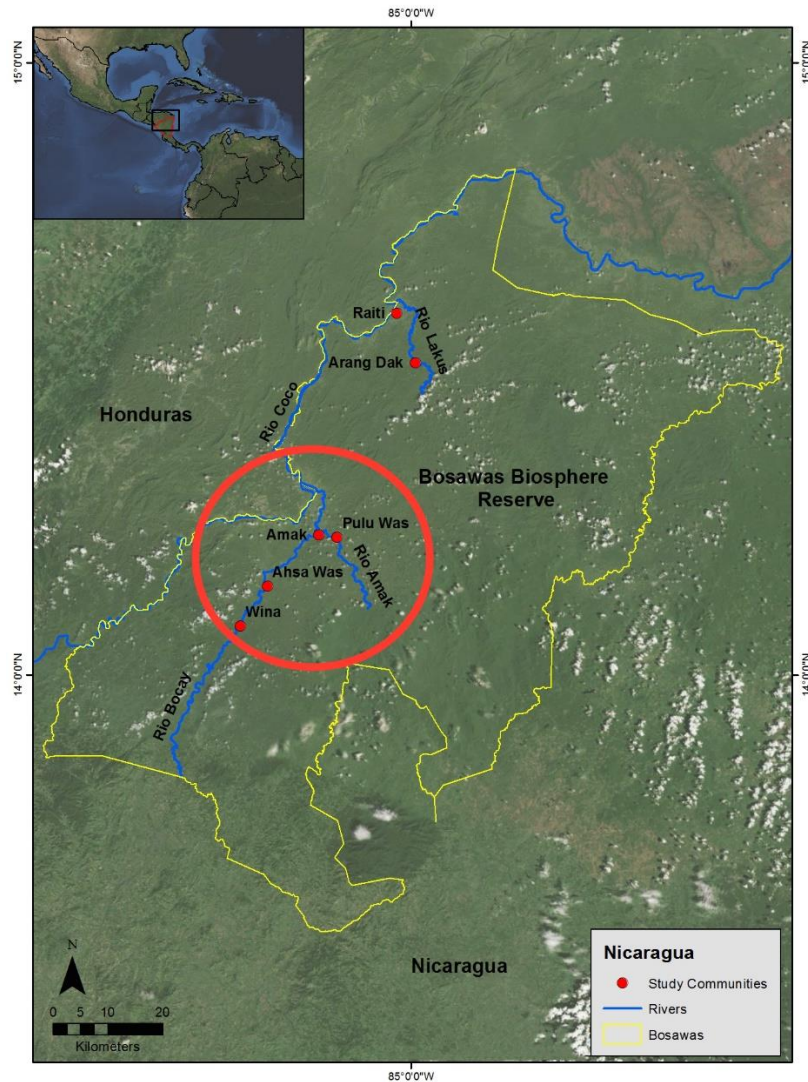 85°0'0"W
15°0'0"N
15°0'0"N
Raiti
Rio Lakus
Arang Dak
Rio Coco
Honduras
Bosawas Biosphere
Reserve
Pulu Was
Amak
Rio Amak
Ahsa Was
Wina
14°0'0"N
14°0'0"N
Rio Bocay
Nicaragua
N
0 5 10 20
Kilometers
Nicaragua
Study Communities
Rivers
Bosawas
85°0'0"W